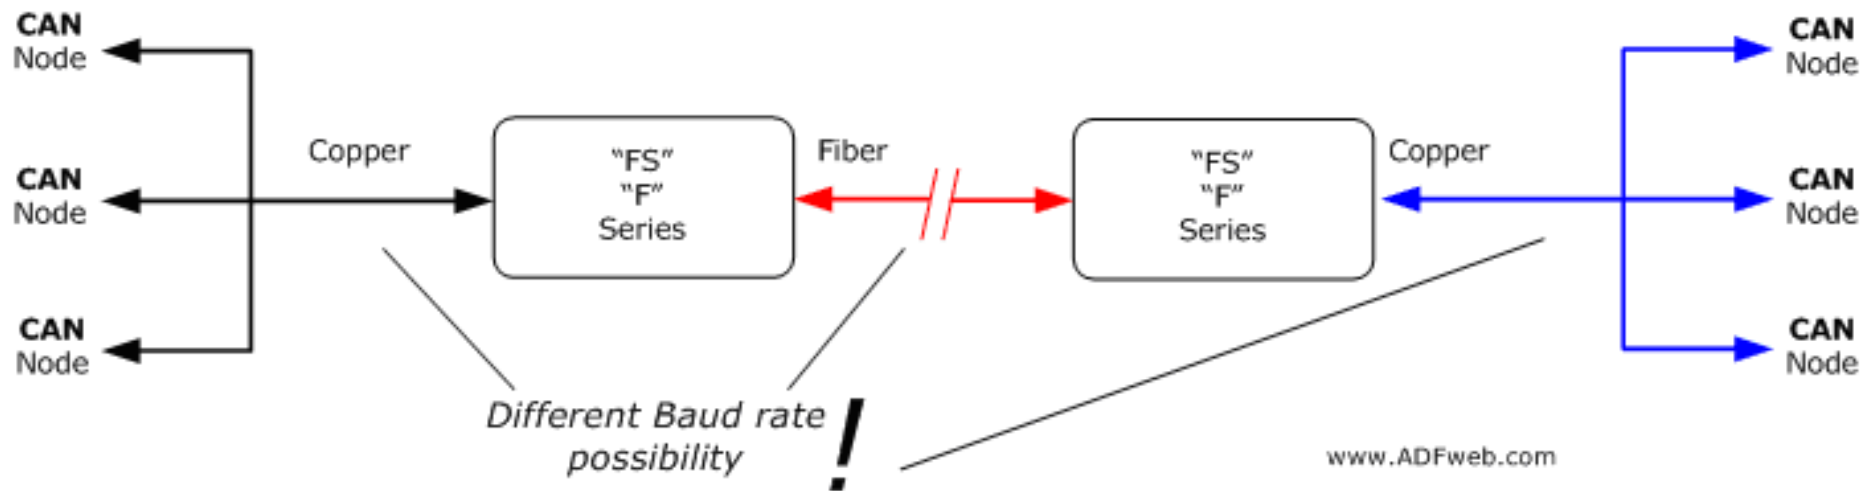 CAN
Node
CAN
Node
CAN
Node
Copper
“FS”
“F”
Series
Fiber
“FS”
“F”
Series
Copper
CAN
Node
CAN
Node
CAN
Node
Different Baud rate
possibility !
www.ADFweb.com